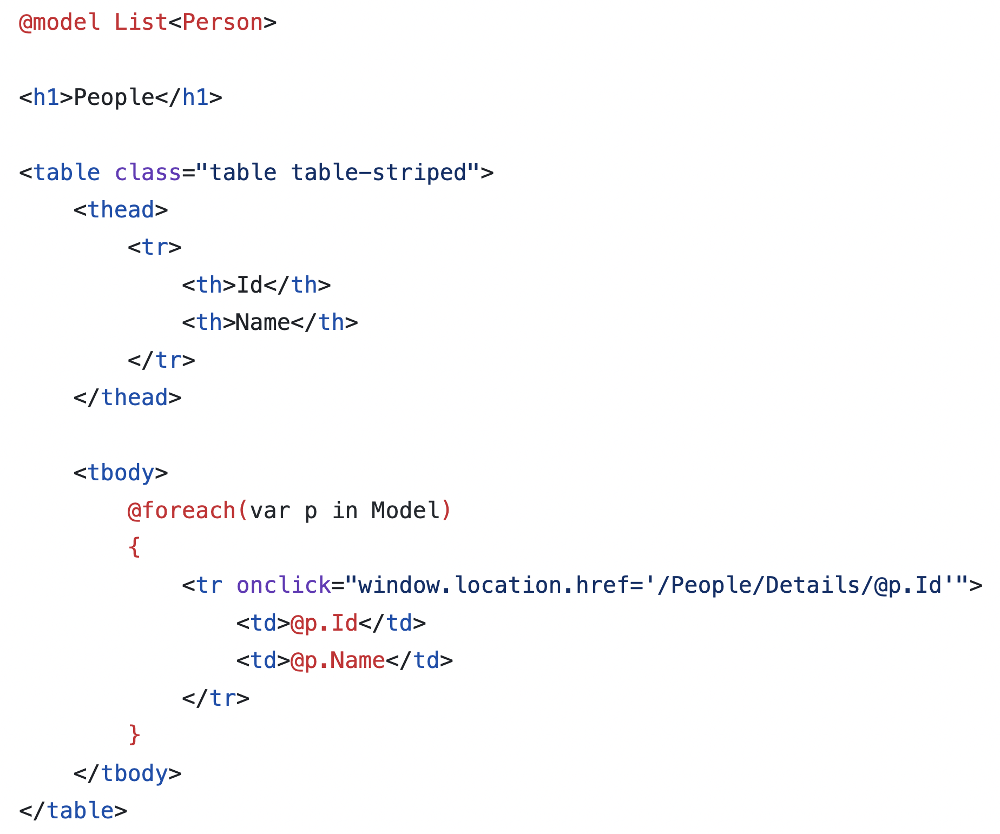 @model List<Person>
<h1>People</h1>
<table class="table table-striped">
    <thead>
        <tr>
            <th>Id</th>
            <th>Name</th>
        </tr>
    </thead>
    <tbody>
        @foreach(var p in Model)
        {
            <tr onclick="window.location.href='/People/Details/@p.Id'">
                <td>@p.Id</td>
                <td>@p.Name</td>
            </tr>
        }
    </tbody>
</table>